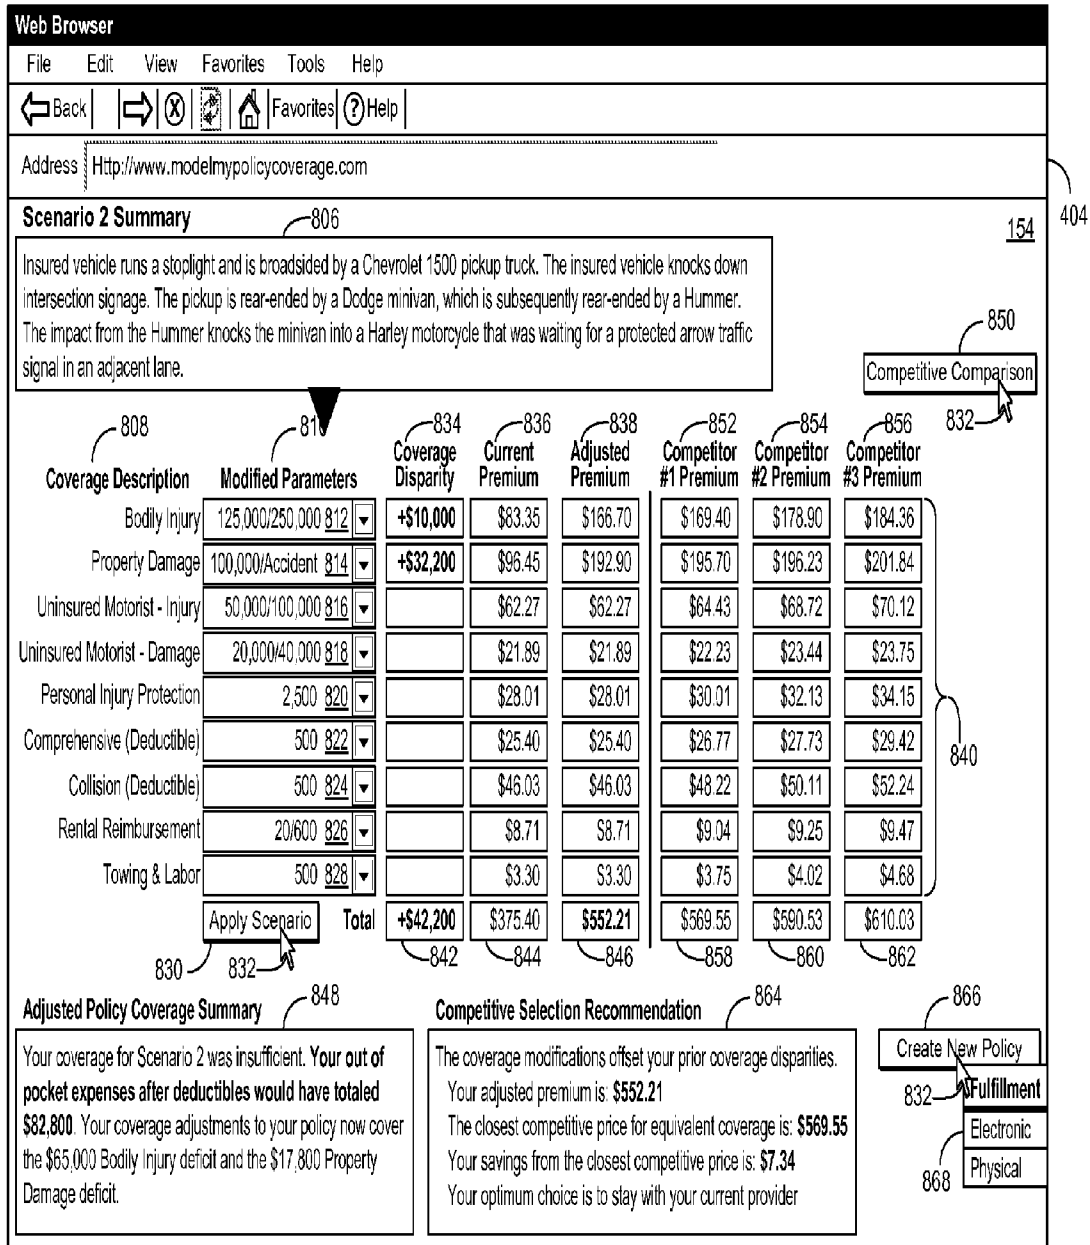 Web Browser
File Edit View Favorites Tools Help
Back Favorites Help
Address Http://www.modelmypolicycoverage.com
404
Scenario 2 Summary 806 154
Insured vehicle runs a stoplight and is broadsided by a Chevrolet 1500 pickup truck. The insured vehicle knocks down
intersection signage. The pickup is rear-ended by a Dodge minivan, which is subsequently rear-ended by a Hummer.
The impact from the Hummer knocks the minivan into a Harley motorcycle that was waiting for a protected arrow traffic
signal in an adjacent lane.
850
Competitive Comparison
832
808 810 834 836 838 852 854 856
Coverage Current Adjusted Competitor Competitor Competitor
Coverage Description Modified Parameters Disparity Premium Premium #1 Premium #2 Premium #3 Premium
Bodily Injury 125,000/250,000 812 +$10,000 $83.35 $166.70 $169.40 $178.90 $184.36
Property Damage 100,000/Accident 814 +$32,200 $96.45 $192.90 $195.70 $196.23 $201.84
Uninsured Motorist - Injury 50,000/100,000 816 $62.27 $62.27 $64.43 $68.72 $70.12
Uninsured Motorist - Damage 20,000/40,000 818 $21.89 $21.89 $22.23 $23.44 $23.75
Personal Injury Protection 2,500 820 $28.01 $28.01 $30.01 $32.13 $34.15
Comprehensive (Deductible) 500 822 $25.40 $25.40 $26.77 $27.73 $29.42
840
Collision (Deductible) 500 824 $46.03 $46.03 $48.22 $50.11 $52.24
Rental Reimbursement 20/600 826 $8.71 $8.71 $9.04 $9.25 $9.47
Towing & Labor 500 828 $3.30 $3.30 $3.75 $4.02 $4.68
Apply Scenario Total +$42,200 $375.40 $552.21 $569.55 $590.53 $610.03
830 832 842 844 846 858 860 862
Adjusted Policy Coverage Summary 848
Your coverage for Scenario 2 was insufficient. Your out of
pocket expenses after deductibles would have totaled
$82,800. Your coverage adjustments to your policy now cover
the $65,000 Bodily Injury deficit and the $17,800 Property
Damage deficit.
Competitive Selection Recommendation 864
The coverage modifications offset your prior coverage disparities.
Your adjusted premium is: $552.21
The closest competitive price for equivalent coverage is: $569.55
Your savings from the closest competitive price is: $7.34
Your optimum choice is to stay with your current provider
866
Create New Policy
832 Fulfillment
Electronic
868 Physical